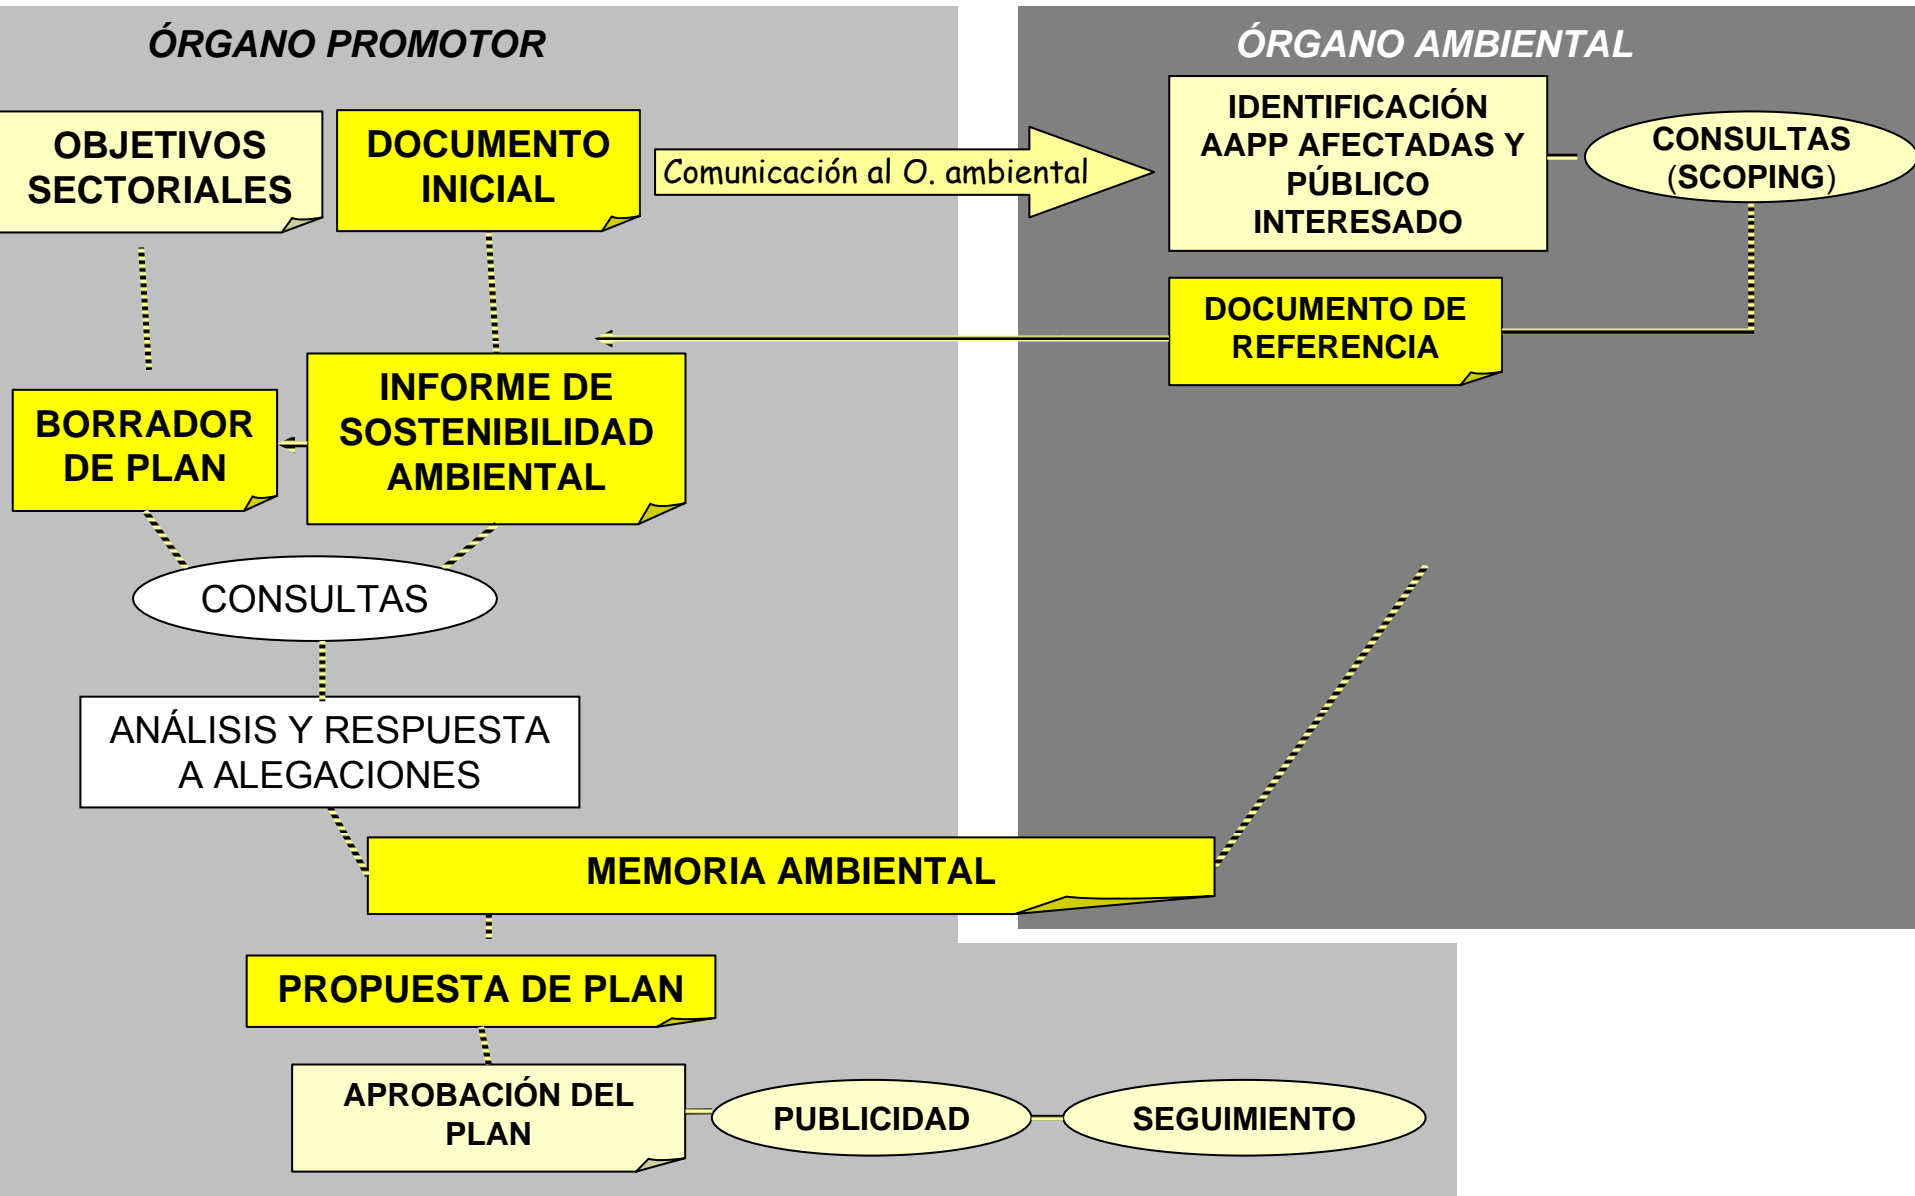 ÓRGANO PROMOTOR
ÓRGANO AMBIENTAL
OBJETIVOS
SECTORIALES
DOCUMENTO
INICIAL
Comunicación al O. ambiental
IDENTIFICACIÓN
AAPP AFECTADAS Y
PÚBLICO
INTERESADO
CONSULTAS
(SCOPING)
DOCUMENTO DE
REFERENCIA
BORRADOR
DE PLAN
INFORME DE
SOSTENIBILIDAD
AMBIENTAL
CONSULTAS
ANÁLISIS Y RESPUESTA
A ALEGACIONES
MEMORIA AMBIENTAL
PROPUESTA DE PLAN
APROBACIÓN DEL
PLAN
PUBLICIDAD
SEGUIMIENTO